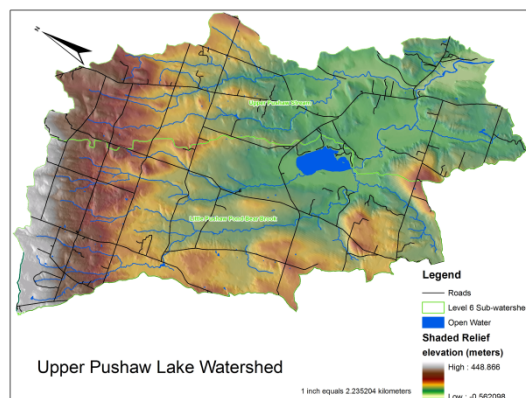 N
Upper Pushaw Stream
Little Pushaw Pond-Bear Brook
Legend
Roads
Level 6 Sub-watershe
Open Water
Shaded Relief
elevation (meters)
High : 448.866
Low : -0.562098
Upper Pushaw Lake Watershed
1 inch equals 2.235204 kilometers